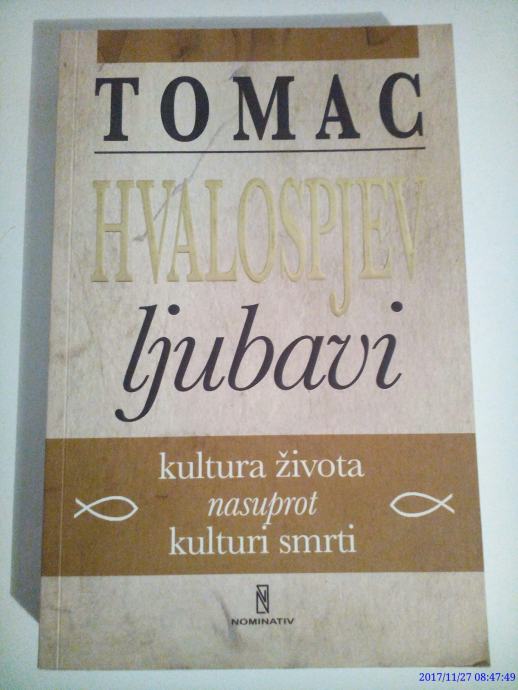 TOMAC
HVALOSPJEV
ljubavi
kultura života
nasuprot
kulturi smrti
NOMINATIV
2017/11/27 08:47:49